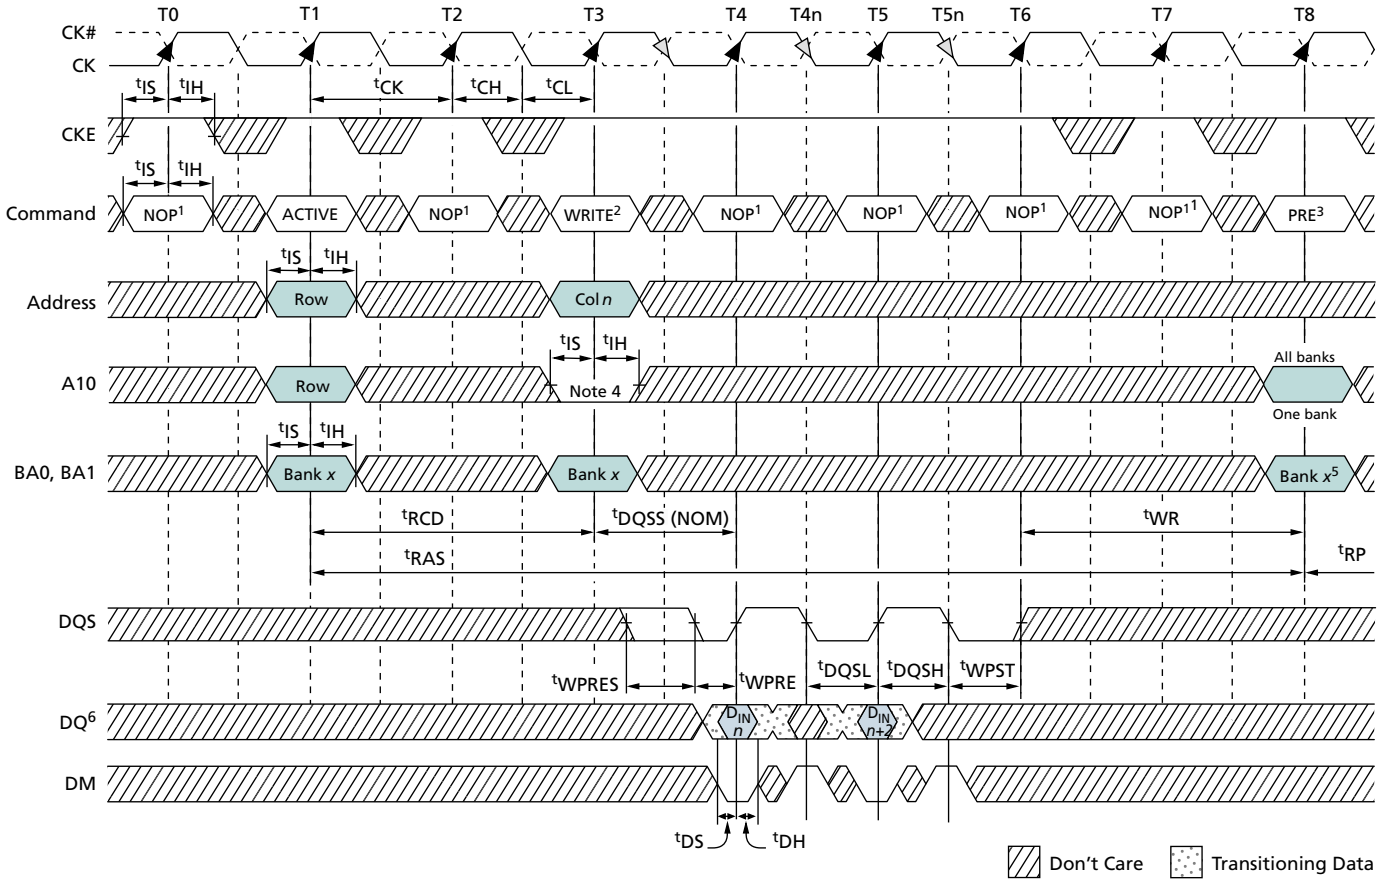 T0 T1 T2 T3 T4 T4n T5 T5n T6 T7 T8
CK#
CK
tIS tIH tCK tCH tCL
CKE
tIS tIH
Command NOP1 ACTIVE NOP1 WRITE2 NOP1 NOP1 NOP1 NOP11 PRE3
tIS tIH
Address Row Col n
tIS tIH
All banks
A10 Row Note 4
One bank
tIS tIH
BA0, BA1 Bank x Bank x Bank x5
tRCD tDQSS (NOM) tWR
tRAS tRP
DQS
tWPRES tWPRE tDQSL tDQSH tWPST
DQ6 DIN n DIN n+2
DM
tDS tDH
Don't Care Transitioning Data